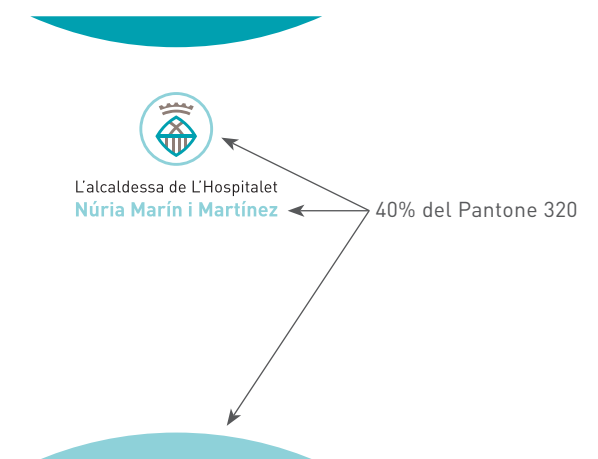 L'alcaldessa de L'Hospitalet
Núria Marín i Martínez
40% del Pantone 320